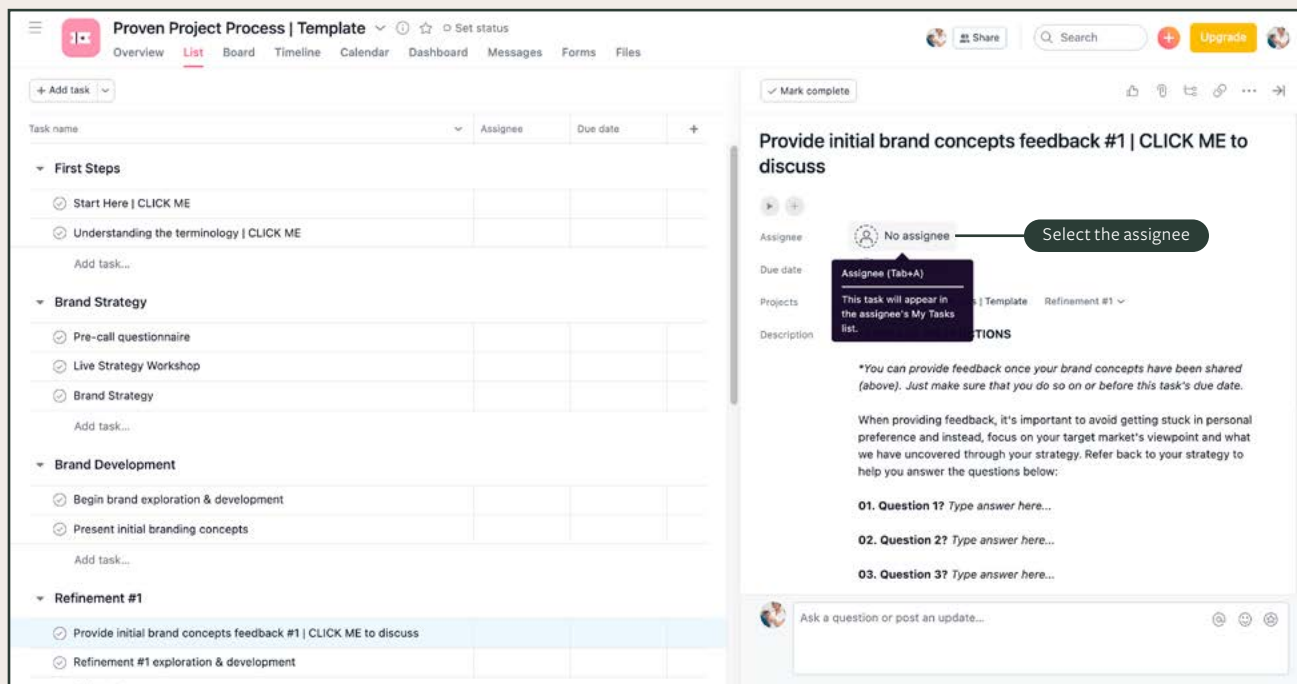 Proven Project Process | Template
Set status
Overview List Board Timeline Calendar Dashboard Messages Forms Files
Share
Search
Upgrade
+ Add task
Task name
Assignee
Due date
+
First Steps
Start Here | CLICK ME
Understanding the terminology | CLICK ME
Add task...
Brand Strategy
Pre-call questionnaire
Live Strategy Workshop
Brand Strategy
Add task...
Brand Development
Begin brand exploration & development
Present initial branding concepts
Add task...
Refinement #1
Provide initial brand concepts feedback #1 | CLICK ME to discuss
Refinement #1 exploration & development
Mark complete
Provide initial brand concepts feedback #1 | CLICK ME to
discuss
Assignee
No assignee
Select the assignee
Due date
Assignee (Tab+A)
This task will appear in
the assignee's My Tasks
list.
Projects
| Template Refinement #1
Description
*You can provide feedback once your brand concepts have been shared
(above). Just make sure that you do so on or before this task's due date.
When providing feedback, it's important to avoid getting stuck in personal
preference and instead, focus on your target market's viewpoint and what
we have uncovered through your strategy. Refer back to your strategy to
help you answer the questions below:
01. Question 1? Type answer here...
02. Question 2? Type answer here...
03. Question 3? Type answer here...
Ask a question or post an update...